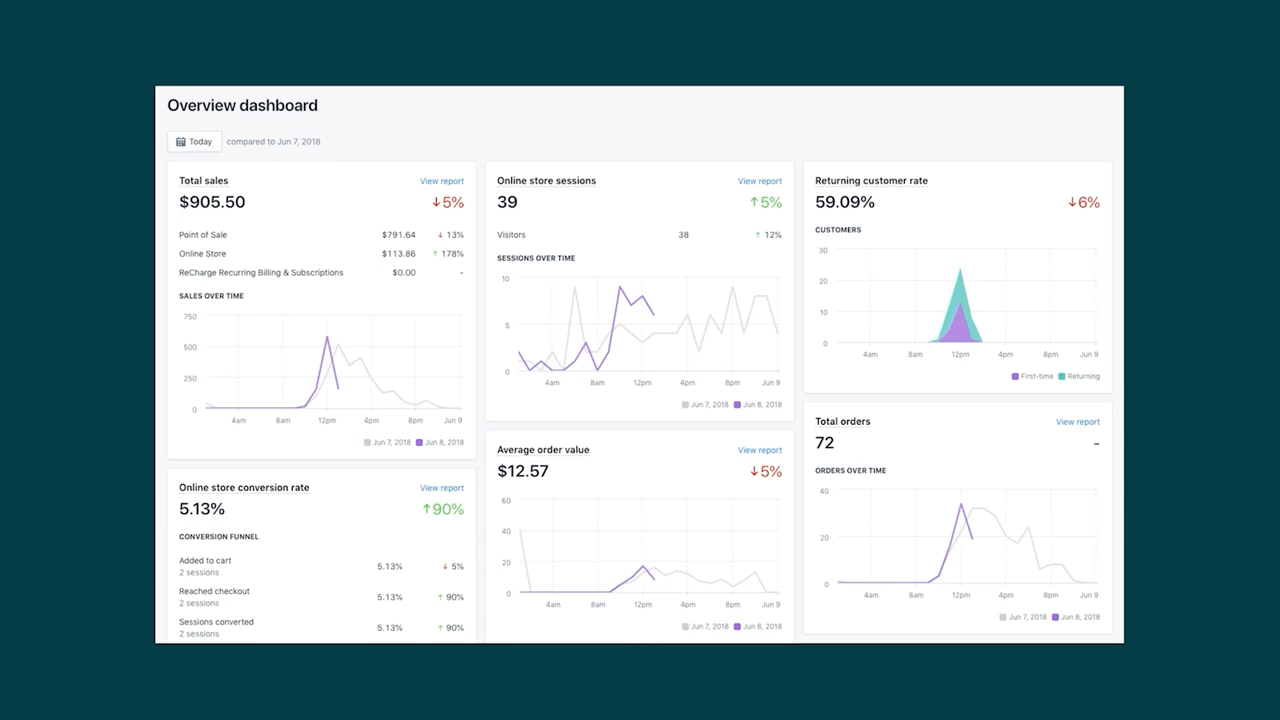 Overview dashboard
Today compared to Jun 7, 2018
Total sales View report
$905.50 ↓5%
Point of Sale $791.64 ↓ 13%
Online Store $113.86 ↑ 178%
ReCharge Recurring Billing & Subscriptions $0.00 -
SALES OVER TIME
750
500
250
0
4am 8am 12pm 4pm 8pm Jun 9
Jun 7, 2018 Jun 8, 2018
Online store conversion rate View report
5.13% ↑90%
CONVERSION FUNNEL
Added to cart 5.13% ↓ 5%
2 sessions
Reached checkout 5.13% ↑ 90%
2 sessions
Sessions converted 5.13% ↑ 90%
2 sessions
Online store sessions View report
39 ↑5%
Visitors 38 ↑ 12%
SESSIONS OVER TIME
10
5
0
4am 8am 12pm 4pm 8pm Jun 9
Jun 7, 2018 Jun 8, 2018
Average order value View report
$12.57 ↓5%
60
40
20
0
4am 8am 12pm 4pm 8pm Jun 9
Jun 7, 2018 Jun 8, 2018
Returning customer rate
59.09% ↓6%
CUSTOMERS
30
20
10
0
4am 8am 12pm 4pm 8pm Jun 9
First-time Returning
Total orders View report
72 -
ORDERS OVER TIME
40
20
0
4am 8am 12pm 4pm 8pm Jun 9
Jun 7, 2018 Jun 8, 2018